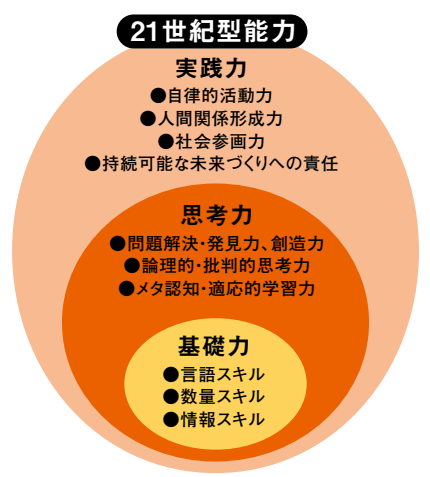 21世紀型能力
実践力
●自律的活動力
●人間関係形成力
●社会参画力
●持続可能な未来づくりへの責任
思考力
●問題解決・発見力、創造力
●論理的・批判的思考力
●メタ認知・適応的学習力
基礎力
●言語スキル
●数量スキル
●情報スキル